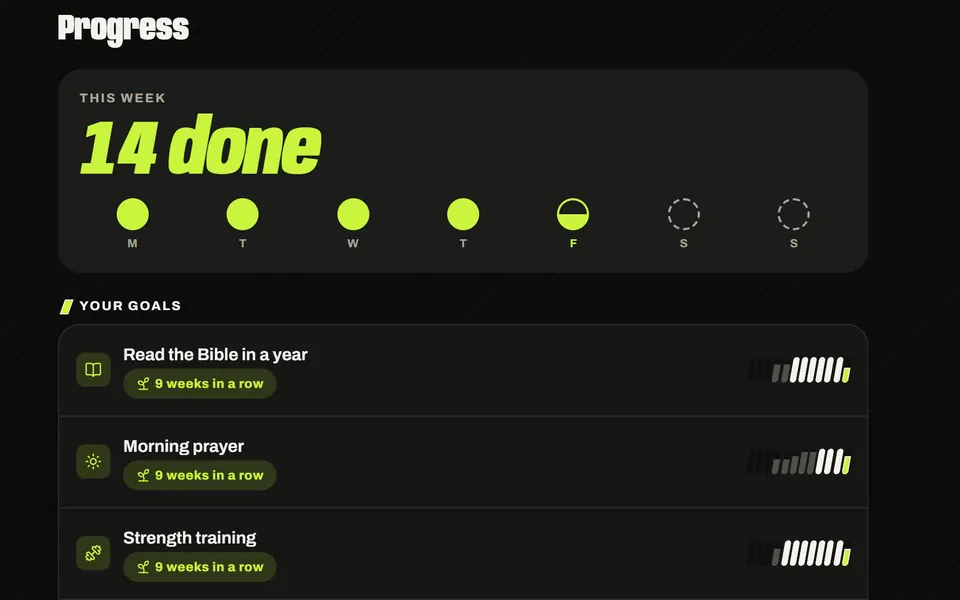 Progress
THIS WEEK
14 done
M T W T F S S
YOUR GOALS
Read the Bible in a year
9 weeks in a row
Morning prayer
9 weeks in a row
Strength training
9 weeks in a row